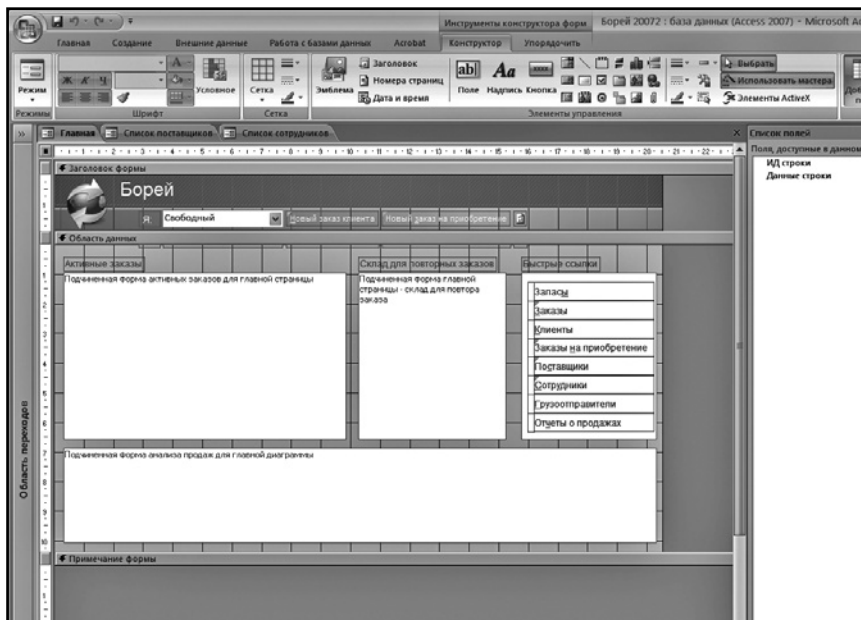 Инструменты конструктора форм
Борей 20072 : база данных (Access 2007) - Microsoft Ac
Главная Создание Внешние данные Работа с базами данных Acrobat Конструктор Упорядочить
Режим
Режимы
Ж К Ч
Условное
Шрифт
Сетка
Сетка
Эмблема
Заголовок
Номера страниц
Дата и время
ab|
Поле
Aa
Надпись
Кнопка
Элементы управления
Выбрать
Использовать мастера
Элементы ActiveX
Главная Список поставщиков Список сотрудников
Список полей
Поля, доступные в данном
ИД строки
Данные строки
Заголовок формы
Борей
Я: Свободный Новый заказ клиента Новый заказ на приобретение
Область данных
Активные заказы
Склад для повторных заказов
Быстрые ссылки
Подчиненная форма активных заказов для главной страницы
Подчиненная форма главной
страницы - склад для повтора
заказа
Запасы
Заказы
Клиенты
Заказы на приобретение
Поставщики
Сотрудники
Грузоотправители
Отчеты о продажах
Подчиненная форма анализа продаж для главной диаграммы
Примечание формы
Область переходов